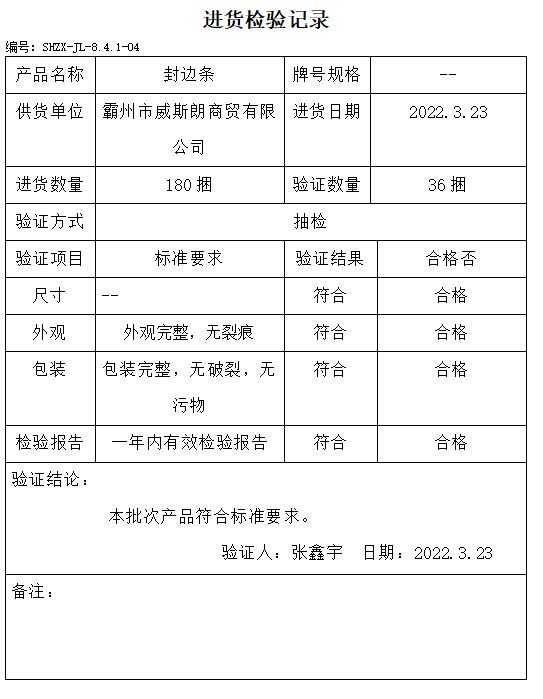 进货检验记录
编号：SHZX-JL-8.4.1-04
产品名称 封边条 牌号规格 --
供货单位 霸州市威斯朗商贸有限 进货日期 2022.3.23
公司
进货数量 180 捆 验证数量 36 捆
验证方式 抽检
验证项目 标准要求 验证结果 合格否
尺寸 -- 符合 合格
外观 外观完整，无裂痕 符合 合格
包装 包装完整，无破裂，无 符合 合格
污物
检验报告 一年内有效检验报告 符合 合格
验证结论：
本批次产品符合标准要求。
验证人：张鑫宇 日期：2022.3.23
备注：